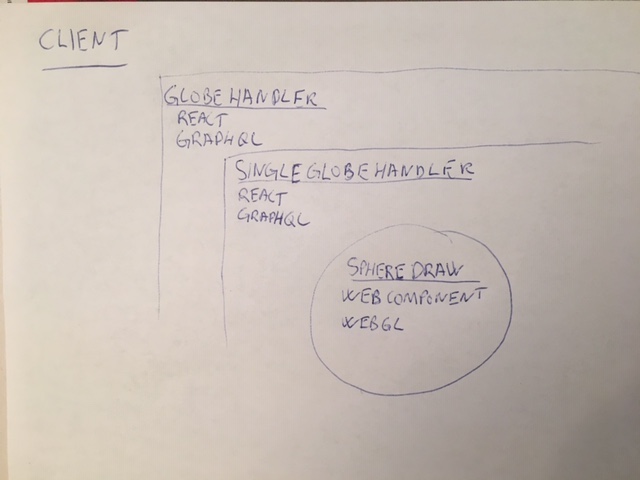 CLIENT
GLOBE HANDLER
REACT
GRAPHQL
SINGLE GLOBE HANDLER
REACT
GRAPHQL
SPHERE DRAW
WEB COMPONENT
WEBGL